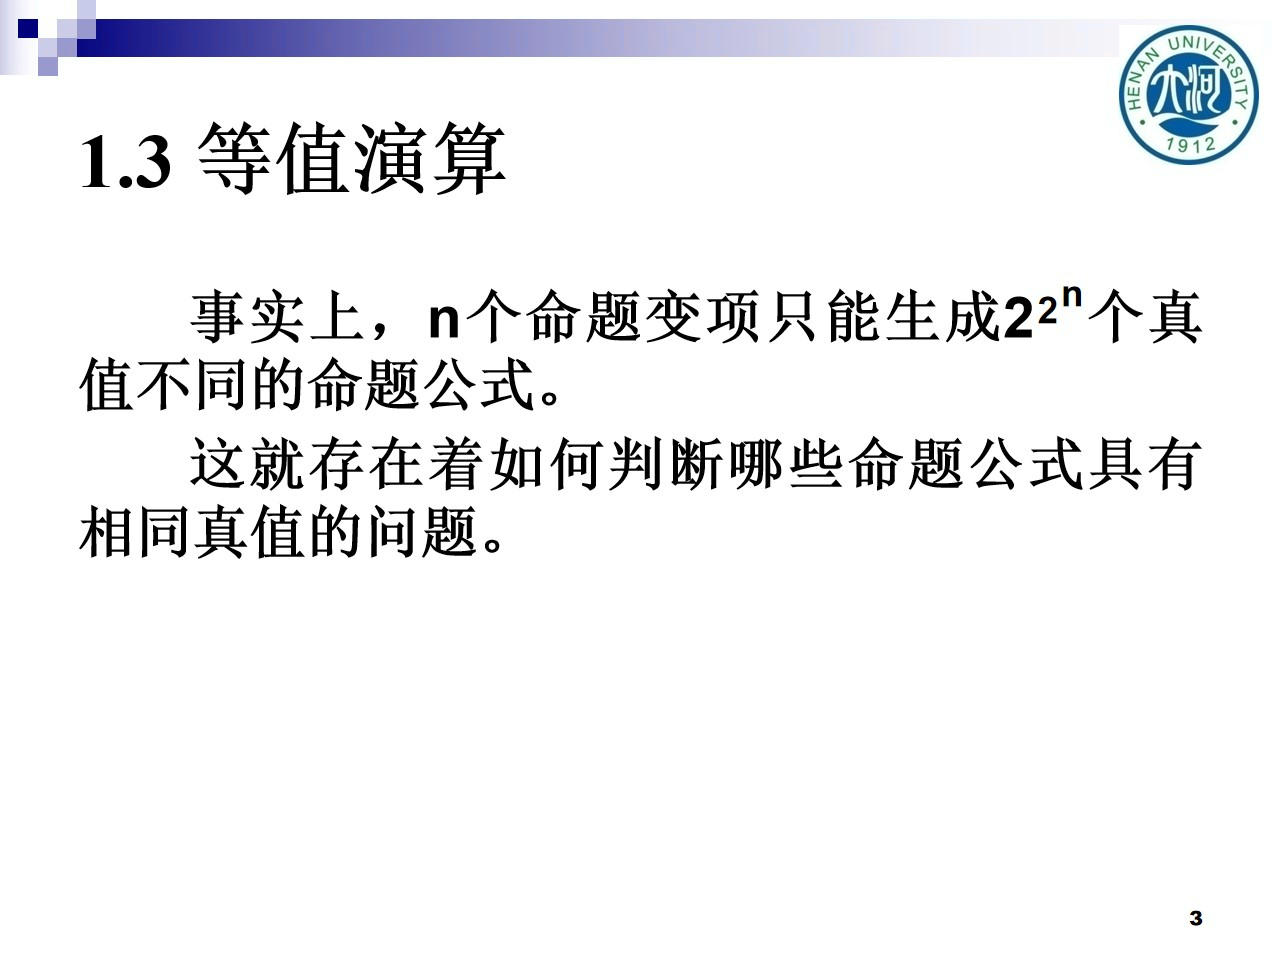 HENAN UNIVERSITY
1912
1.3 等值演算
事实上，n个命题变项只能生成2²ⁿ个真
值不同的命题公式。
这就存在着如何判断哪些命题公式具有
相同真值的问题。
3